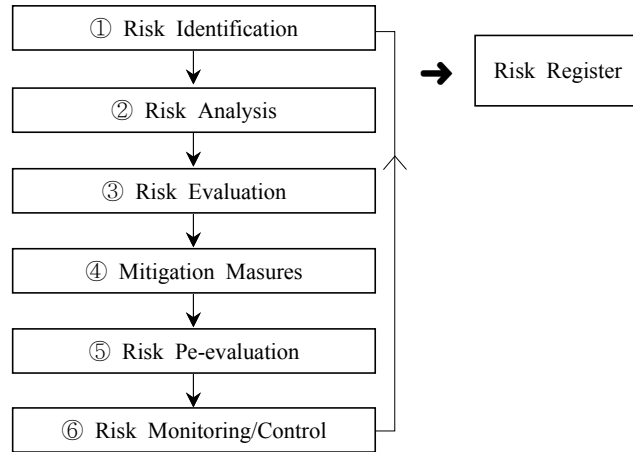 ① Risk Identification
Risk Register
② Risk Analysis
③ Risk Evaluation
④ Mitigation Masures
⑤ Risk Pe-evaluation
⑥ Risk Monitoring/Control